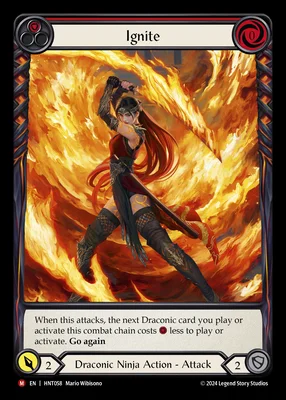 Ignite
When this attacks, the next Draconic card you play or
activate this combat chain costs less to play or
activate. Go again
2 Draconic Ninja Action - Attack 2
M EN | HNT058 Mario Wibisono © 2024 Legend Story Studios